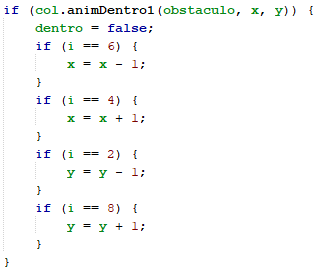 if (col.animDentro1(obstaculo, x, y)) {
    dentro = false;
    if (i == 6) {
        x = x - 1;
    }
    if (i == 4) {
        x = x + 1;
    }
    if (i == 2) {
        y = y - 1;
    }
    if (i == 8) {
        y = y + 1;
    }
}